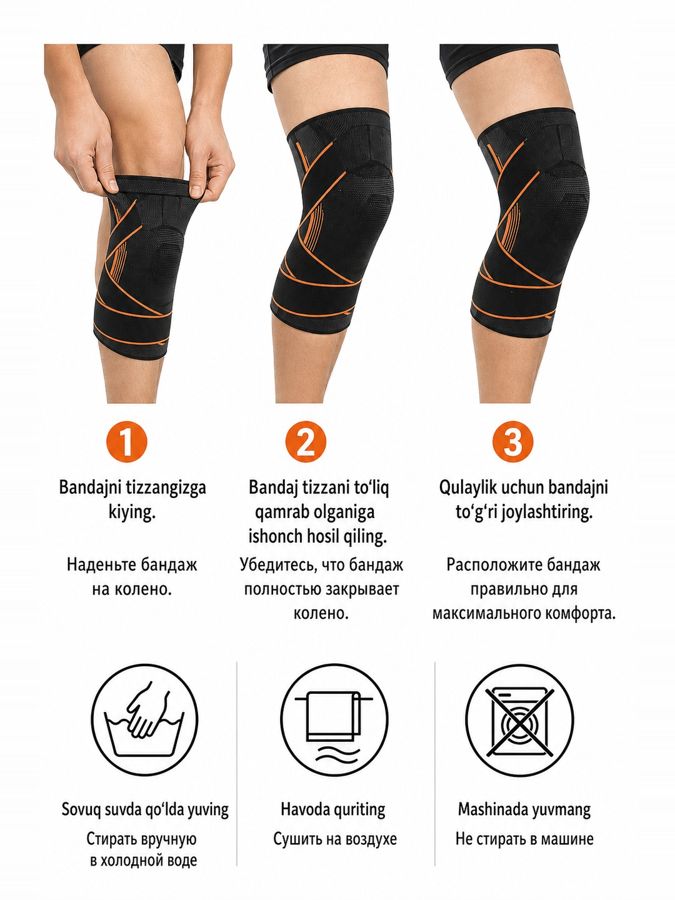 1
Bandajni tizzangizga
kiying.
Наденьте бандаж
на колено.
2
Bandaj tizzani to‘liq
qamrab olganiga
ishonch hosil qiling.
Убедитесь, что бандаж
полностью закрывает
колено.
3
Qulaylik uchun bandajni
to‘g‘ri joylashtiring.
Расположите бандаж
правильно для
максимального комфорта.
Sovuq suvda qo‘lda yuving
Стирать вручную
в холодной воде
Havoda quriting
Сушить на воздухе
Mashinada yuvmang
Не стирать в машине